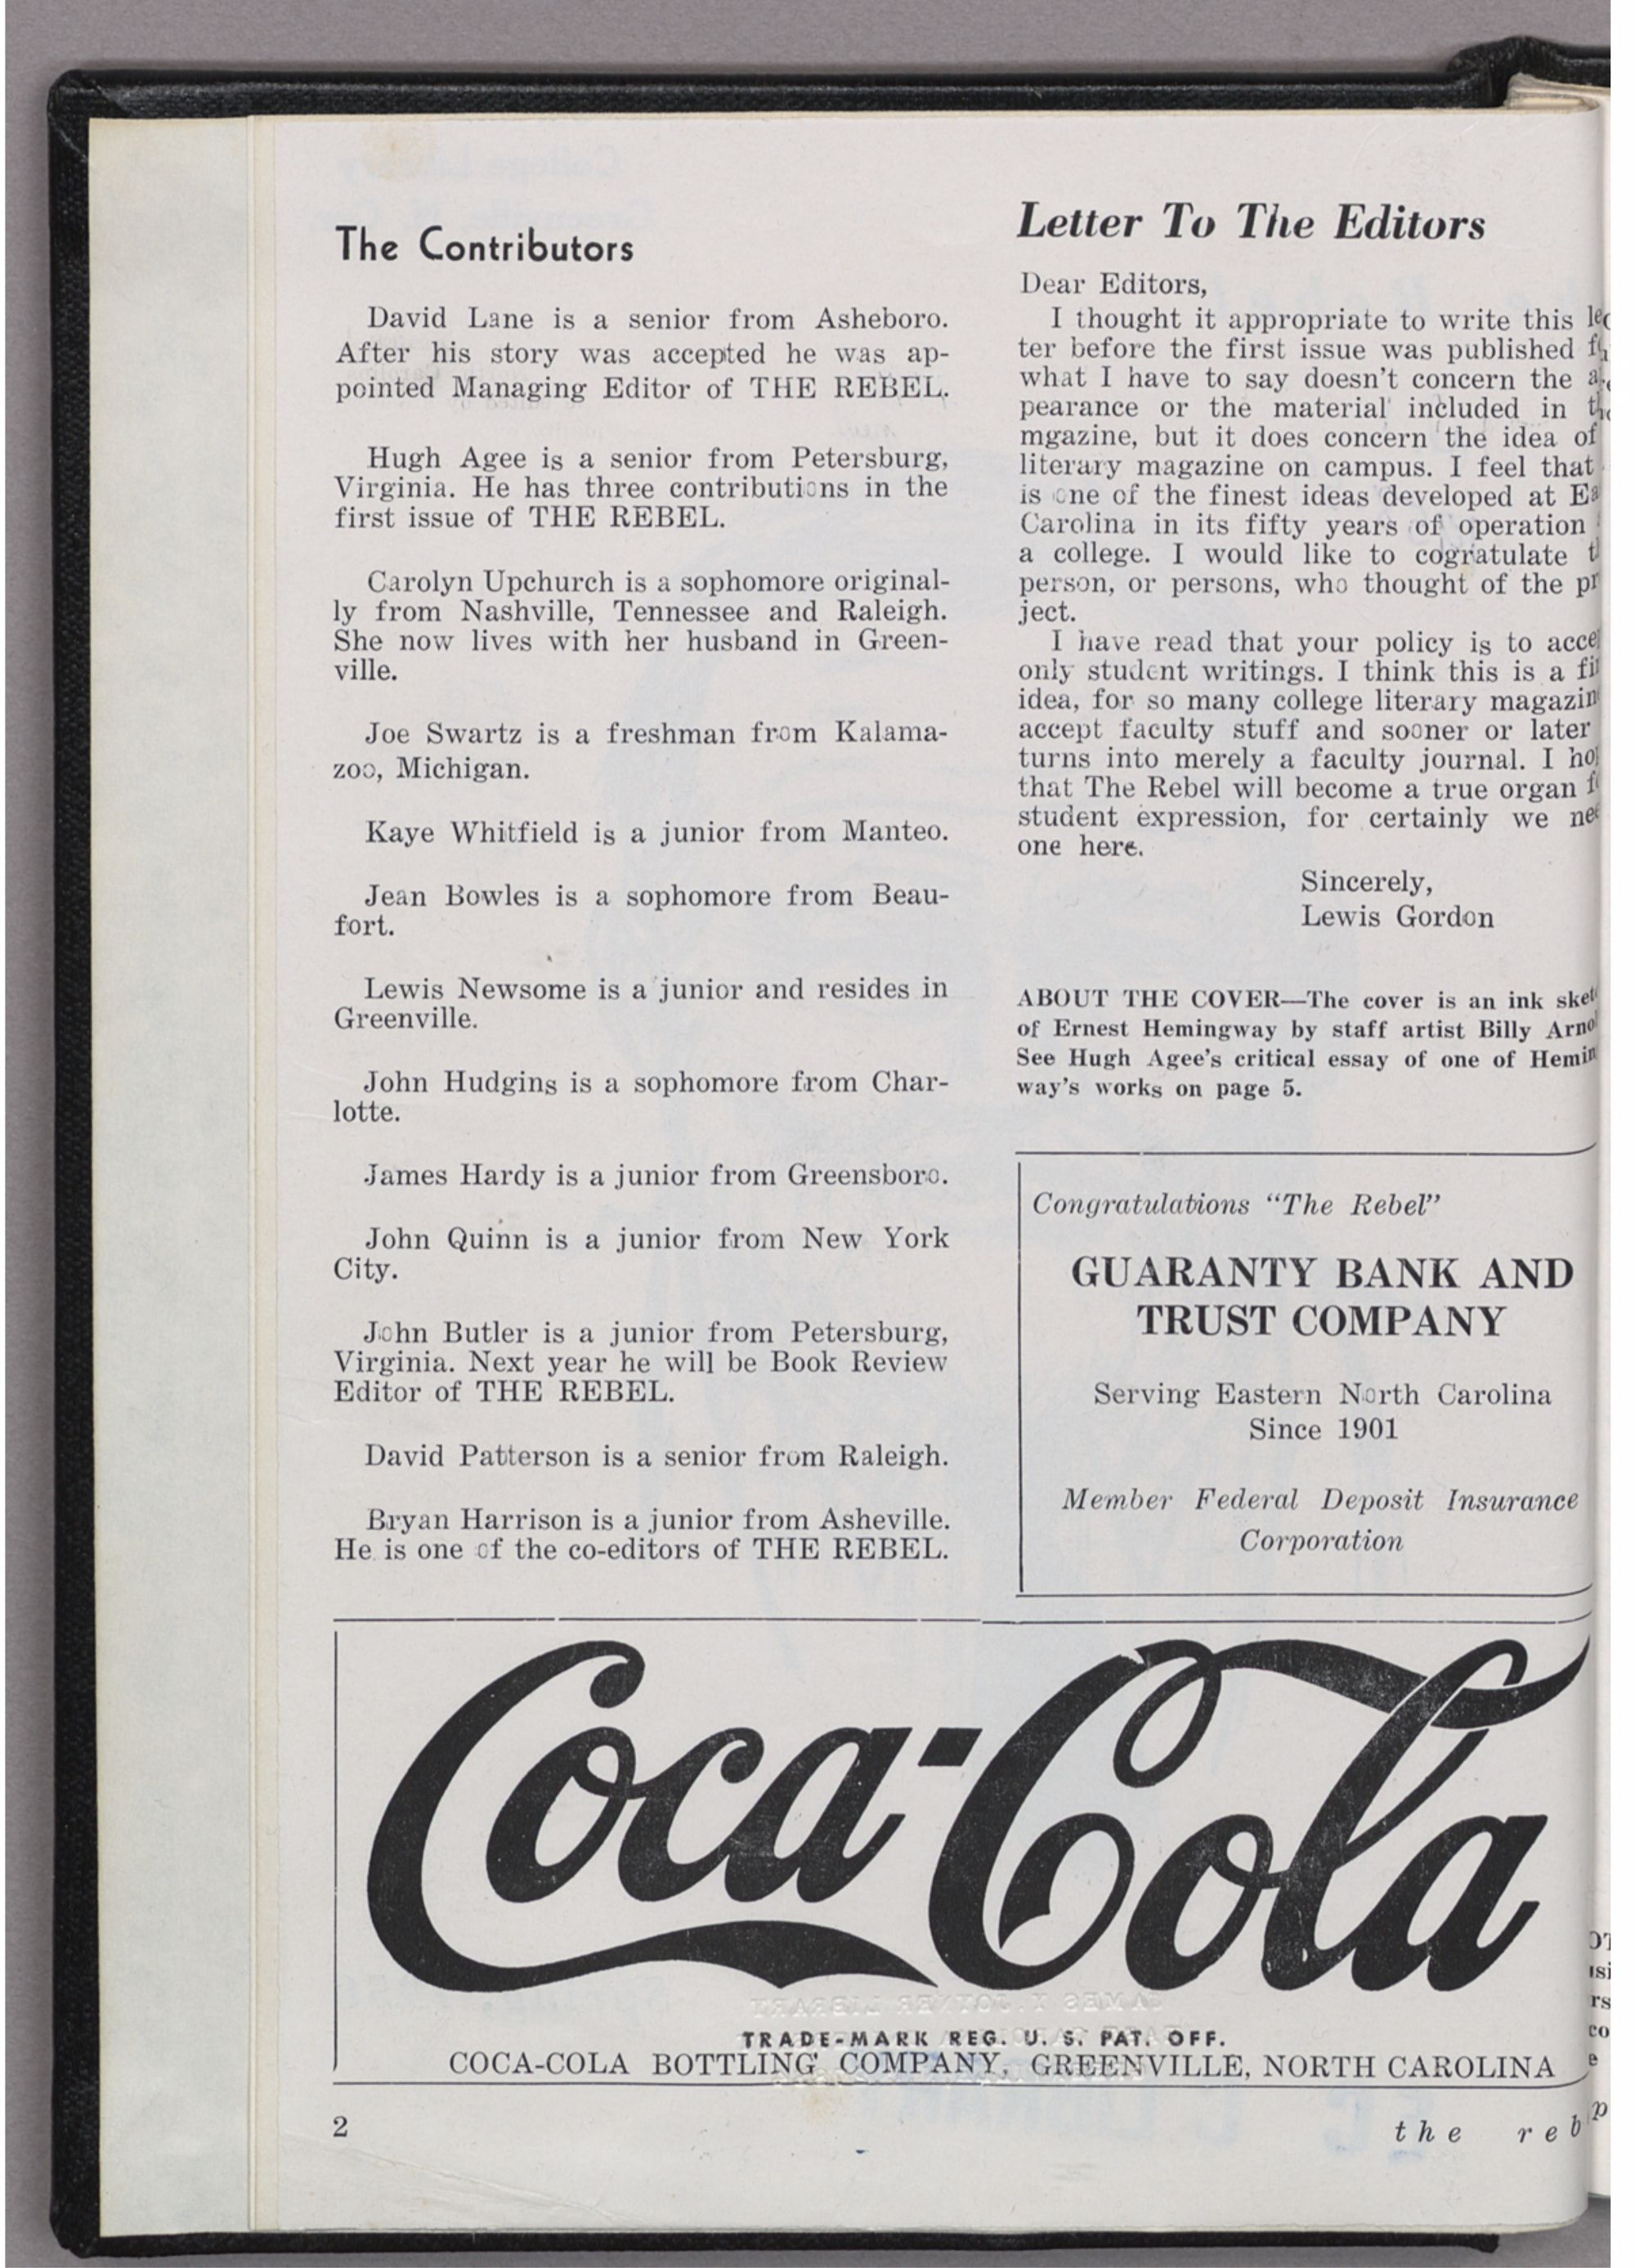 The Contributors
David Lane is a senior from Asheboro.
After his story was accepted he was ap-
pointed Managing Editor of THE REBEL.
Hugh Agee is a senior from Petersburg,
Virginia. He has three contributions in the
first issue of THE REBEL.
Carolyn Upchurch is a sophomore original-
ly from Nashville, Tennessee and Raleigh.
She now lives with her husband in Green-
ville.
Joe Swartz is a freshman from Kalama-
zoo, Michigan.
Kaye Whitfield is a junior from Manteo.
Jean Bowles is a sophomore from Beau-
fort.
Lewis Newsome is a junior and resides in
Greenville.
John Hudgins is a sophomore from Char-
lotte.
James Hardy is a junior from Greensboro.
John Quinn is a junior from New York
City.
John Butler is a junior from Petersburg,
Virginia. Next year he will be Book Review
Editor of THE REBEL.
David Patterson is a senior from Raleigh.
Bryan Harrison is a junior from Asheville.
He is one of the co-editors of THE REBEL.
Letter To The Editors
Dear Editors,
I thought it appropriate to write this
ter before the first issue was published
what I have to say doesn't concern the
pearance or the material included in
mgazine, but it does concern the idea of
literary magazine on campus. I feel that
is one of the finest ideas developed at
Carolina in its fifty years of operation
a college. I would like to cogratulate
person, or persons, who thought of the
ject.
I have read that your policy is to
only student writings. I think this is a
idea, for so many college literary
accept faculty stuff and sooner or later
turns into merely a faculty journal. I
that The Rebel will become a true organ
student expression, for certainly we
one here.
Sincerely,
Lewis Gordon
ABOUT THE COVER—The cover is an ink
of Ernest Hemingway by staff artist Billy
See Hugh Agee's critical essay of one of
way's works on page 5.
Congratulations "The Rebel"
GUARANTY BANK AND
TRUST COMPANY
Serving Eastern North Carolina
Since 1901
Member Federal Deposit Insurance
Corporation
Coca-Cola
TRADE-MARK REG. U. S. PAT. OFF.
COCA-COLA BOTTLING COMPANY, GREENVILLE, NORTH CAROLINA
2
the